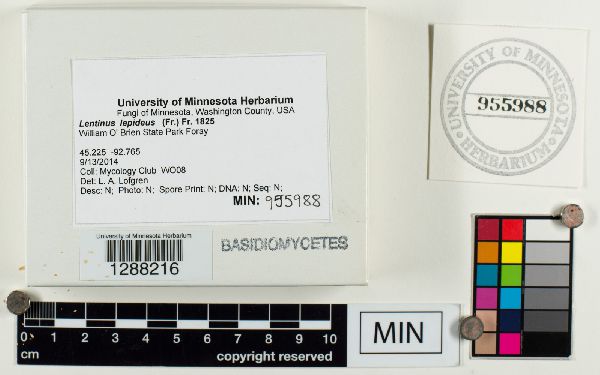 University of Minnesota Herbarium
Fungi of Minnesota, Washington County, USA
Lentinus lepideus (Fr.) Fr. 1825
William O' Brien State Park Foray
45.225 -92.765
9/13/2014
Coll: Mycology Club WO08
Det: L. A. Lofgren
Desc: N; Photo: N; Spore Print: N; DNA: N; Seq: N;
MIN: 955988
University of Minnesota Herbarium
1288216
BASIDIOMYCETES
UNIVERSITY OF MINNESOTA
955988
HERBARIUM
0 1 2 3 4 5 6 7 8 9 10
cm
copyright reserved
MIN